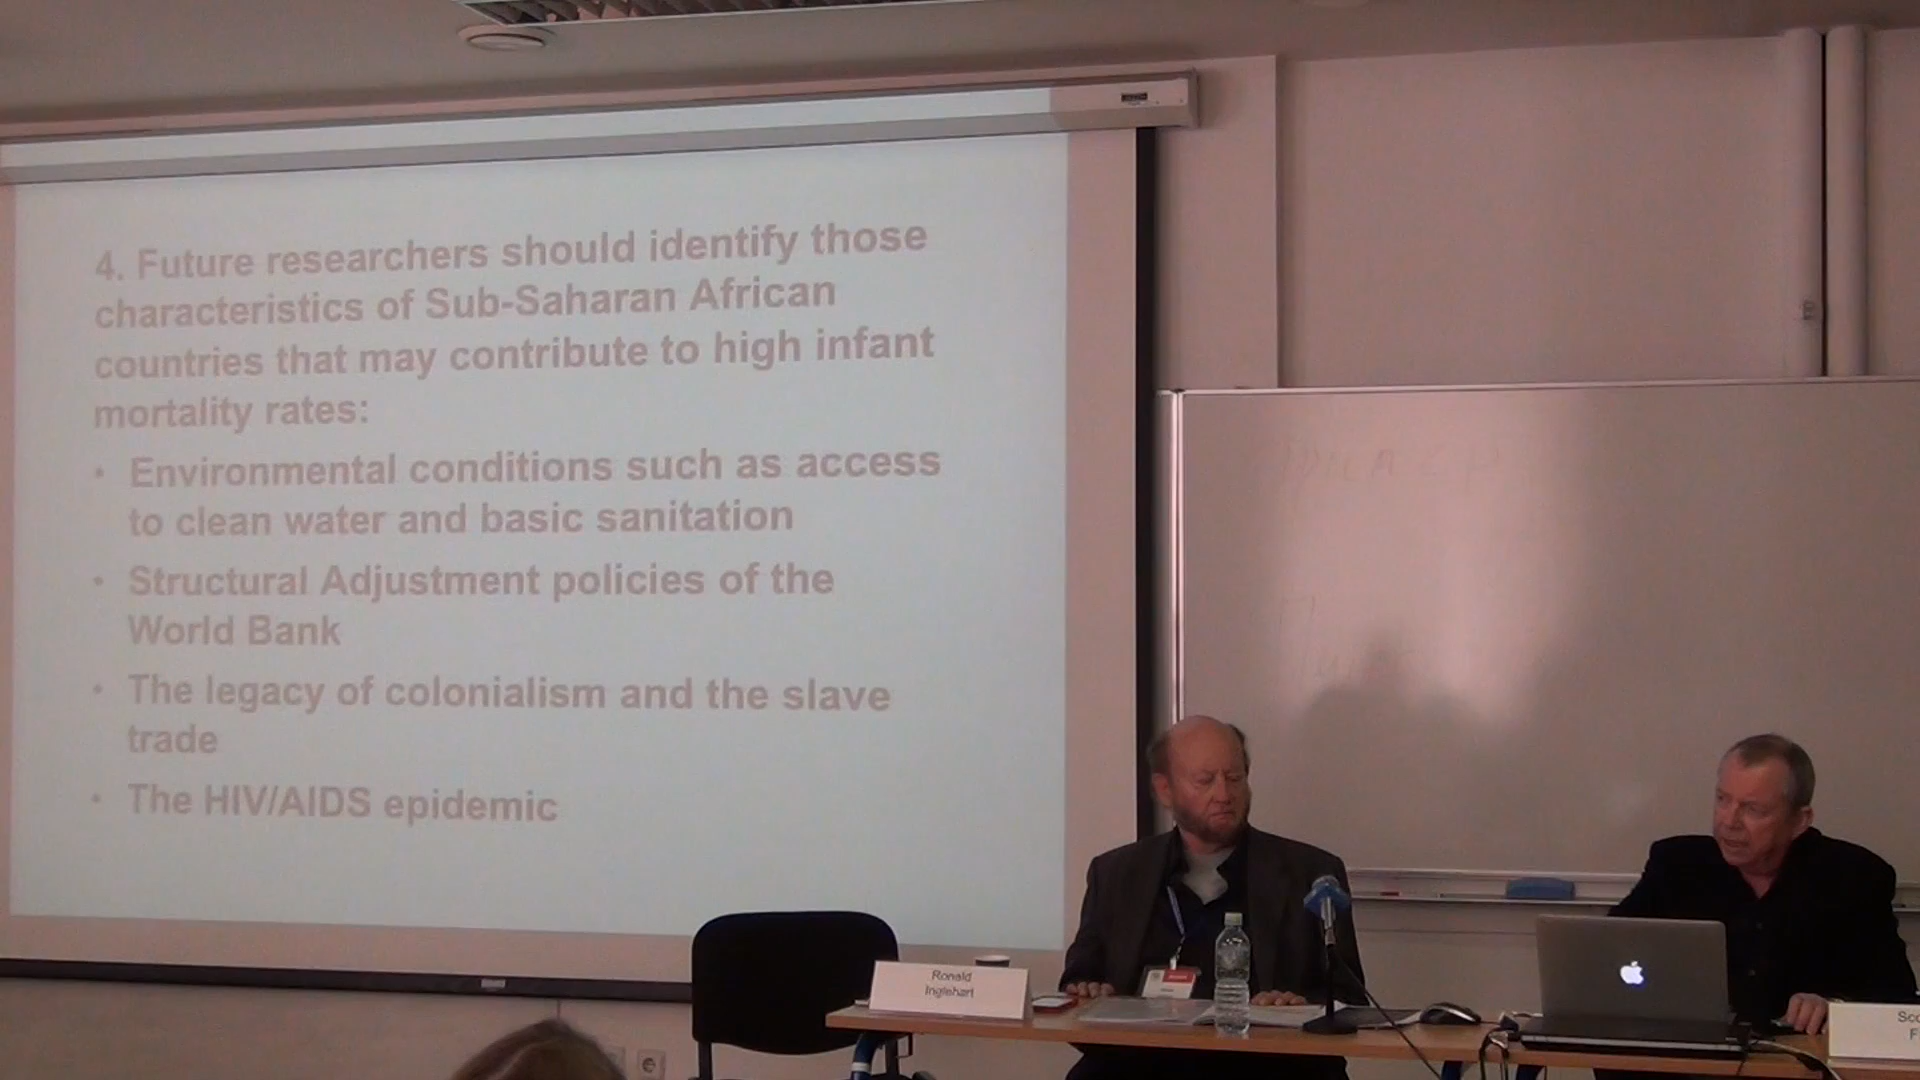 4. Future researchers should identify those
characteristics of Sub-Saharan African
countries that may contribute to high infant
mortality rates:
• Environmental conditions such as access
to clean water and basic sanitation
• Structural Adjustment policies of the
World Bank
• The legacy of colonialism and the slave
trade
• The HIV/AIDS epidemic
Ronald
Inglehart
Sco
F